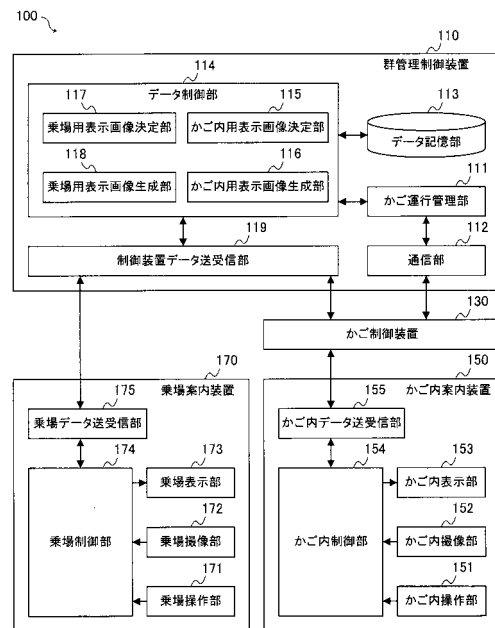 100
110
群管理制御装置
114
データ制御部
117
乗場用表示画像決定部
115
かご内用表示画像決定部
113
データ記憶部
118
乗場用表示画像生成部
116
かご内用表示画像生成部
111
かご運行管理部
119
制御装置データ送受信部
112
通信部
130
かご制御装置
170
乗場案内装置
175
乗場データ送受信部
174
乗場制御部
173
乗場表示部
172
乗場撮像部
171
乗場操作部
150
かご内案内装置
155
かご内データ送受信部
154
かご内制御部
153
かご内表示部
152
かご内撮像部
151
かご内操作部